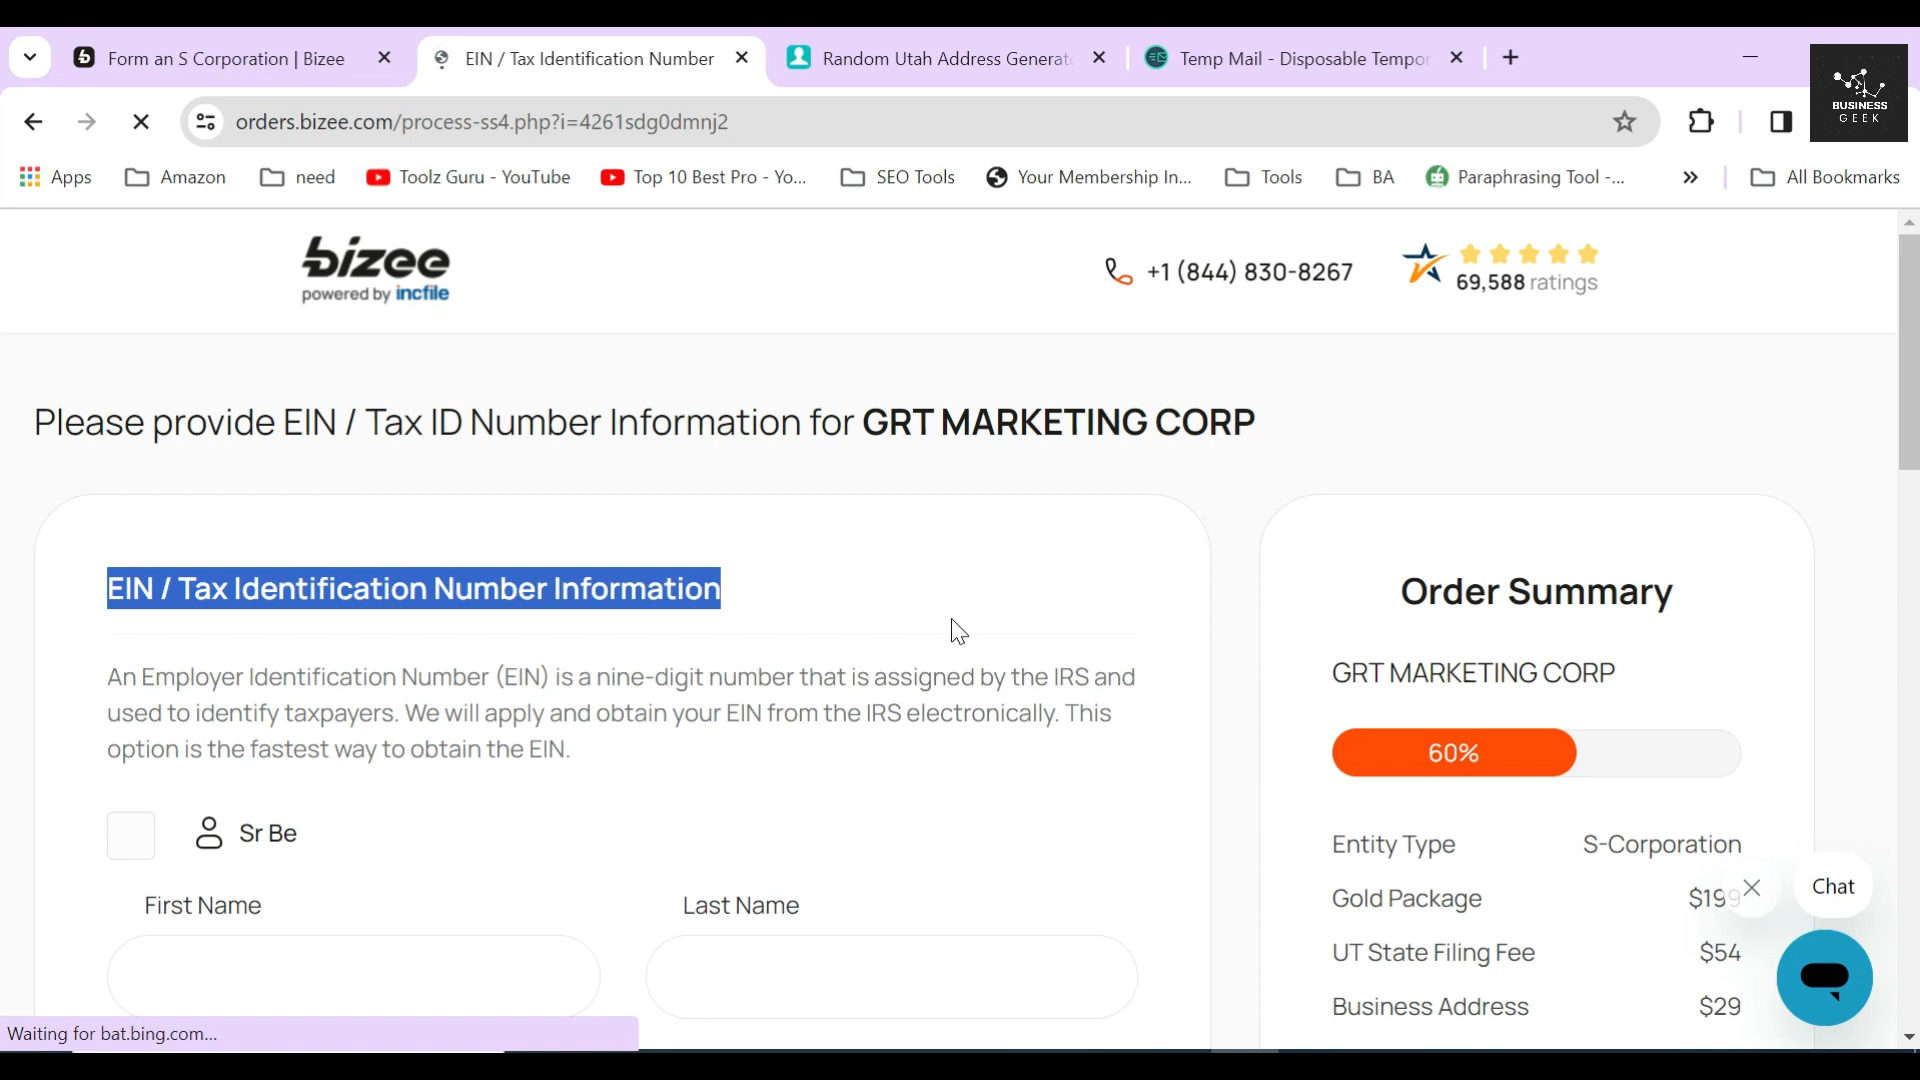 Form an S Corporation | Bizee
EIN / Tax Identification Number
Random Utah Address Generat
Temp Mail - Disposable Tempor
BUSINESS
GEEK
orders.bizee.com/process-ss4.php?i=4261sdg0dmnj2
Apps
Amazon
need
Toolz Guru - YouTube
Top 10 Best Pro - Yo...
SEO Tools
Your Membership In...
Tools
BA
Paraphrasing Tool -...
All Bookmarks
bizee
powered by incfile
+1 (844) 830-8267
69,588 ratings
Please provide EIN / Tax ID Number Information for GRT MARKETING CORP
EIN / Tax Identification Number Information
An Employer Identification Number (EIN) is a nine-digit number that is assigned by the IRS and
used to identify taxpayers. We will apply and obtain your EIN from the IRS electronically. This
option is the fastest way to obtain the EIN.
Sr Be
First Name
Last Name
Order Summary
GRT MARKETING CORP
60%
Entity Type S-Corporation
Gold Package $199
UT State Filing Fee $54
Business Address $29
Chat
Waiting for bat.bing.com...